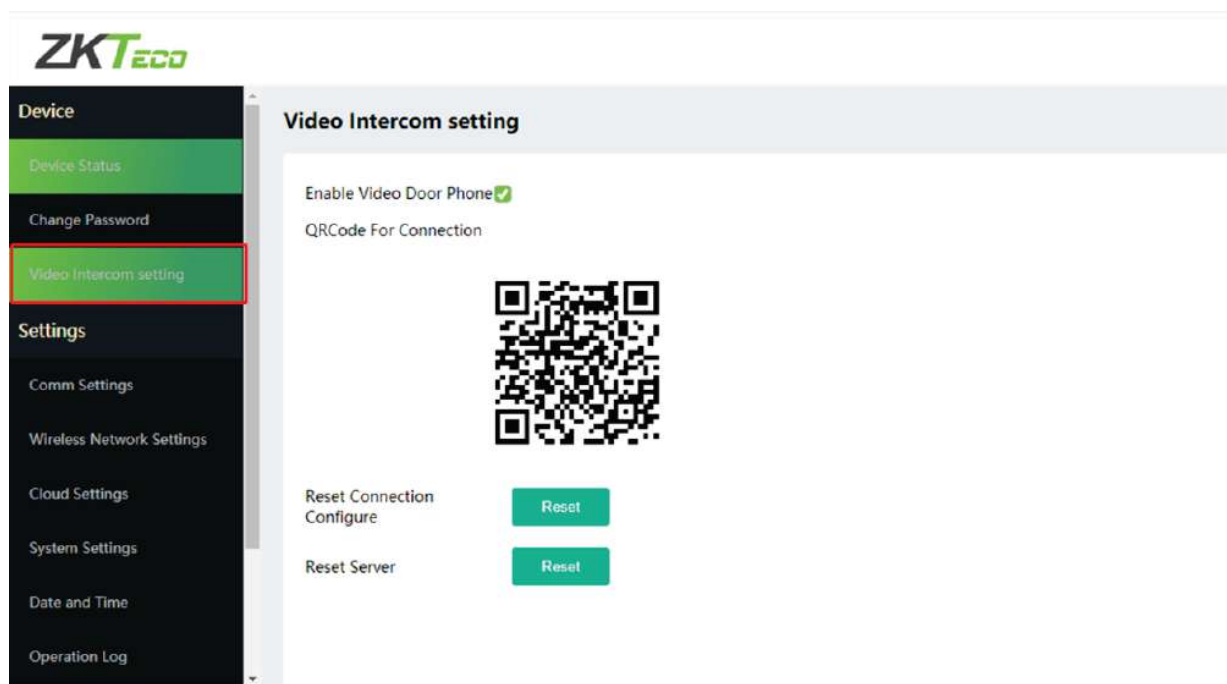 ZKTeco
Device
Device Status
Change Password
Video Intercom setting
Settings
Comm Settings
Wireless Network Settings
Cloud Settings
System Settings
Date and Time
Operation Log
Video Intercom setting
Enable Video Door Phone
QRCode For Connection
Reset Connection
Configure
Reset
Reset Server
Reset